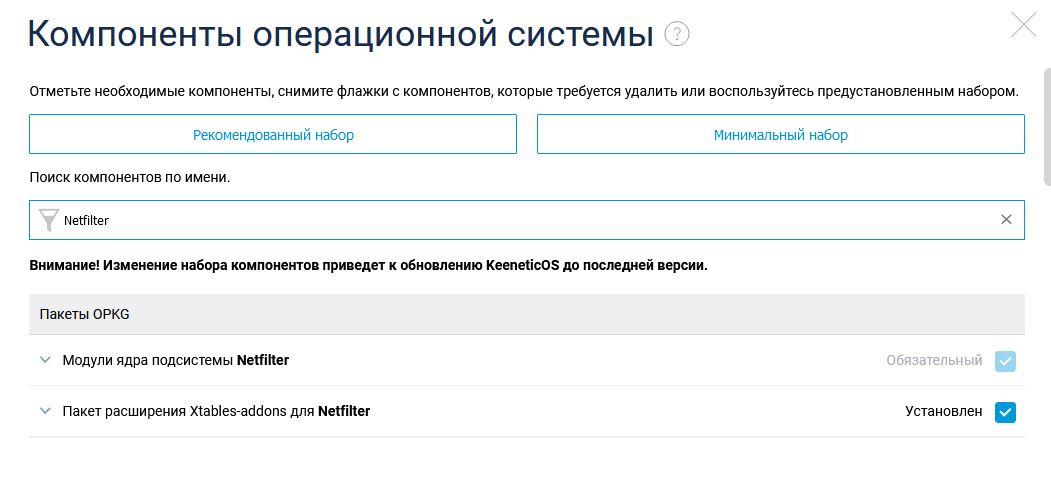 Компоненты операционной системы ?
Отметьте необходимые компоненты, снимите флажки с компонентов, которые требуется удалить или воспользуйтесь предустановленным набором.
Рекомендованный набор
Минимальный набор
Поиск компонентов по имени.
Netfilter
Внимание! Изменение набора компонентов приведет к обновлению KeeneticOS до последней версии.
Пакеты OPKG
Модули ядра подсистемы Netfilter
Обязательный
Пакет расширения Xtables-addons для Netfilter
Установлен